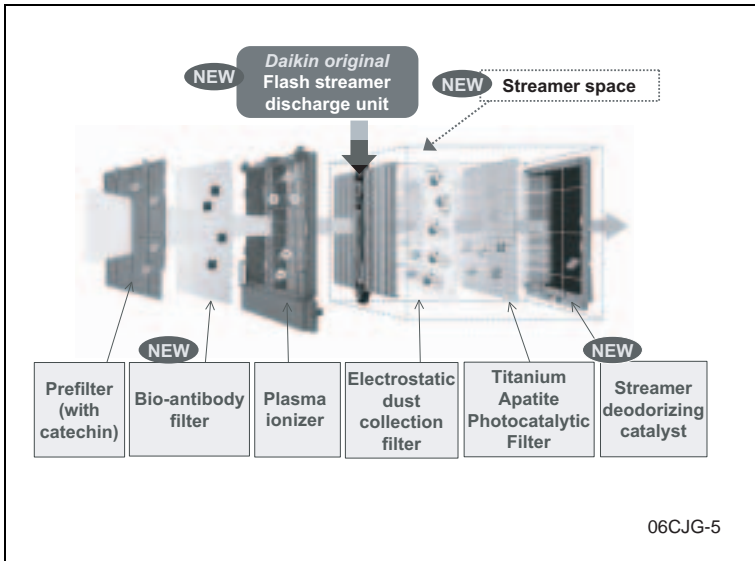 NEW
Daikin original
Flash streamer
discharge unit
NEW
Streamer space
NEW
NEW
Prefilter
(with
catechin)
Bio-antibody
filter
Plasma
ionizer
Electrostatic
dust
collection
filter
Titanium
Apatite
Photocatalytic
Filter
Streamer
deodorizing
catalyst
06CJG-5